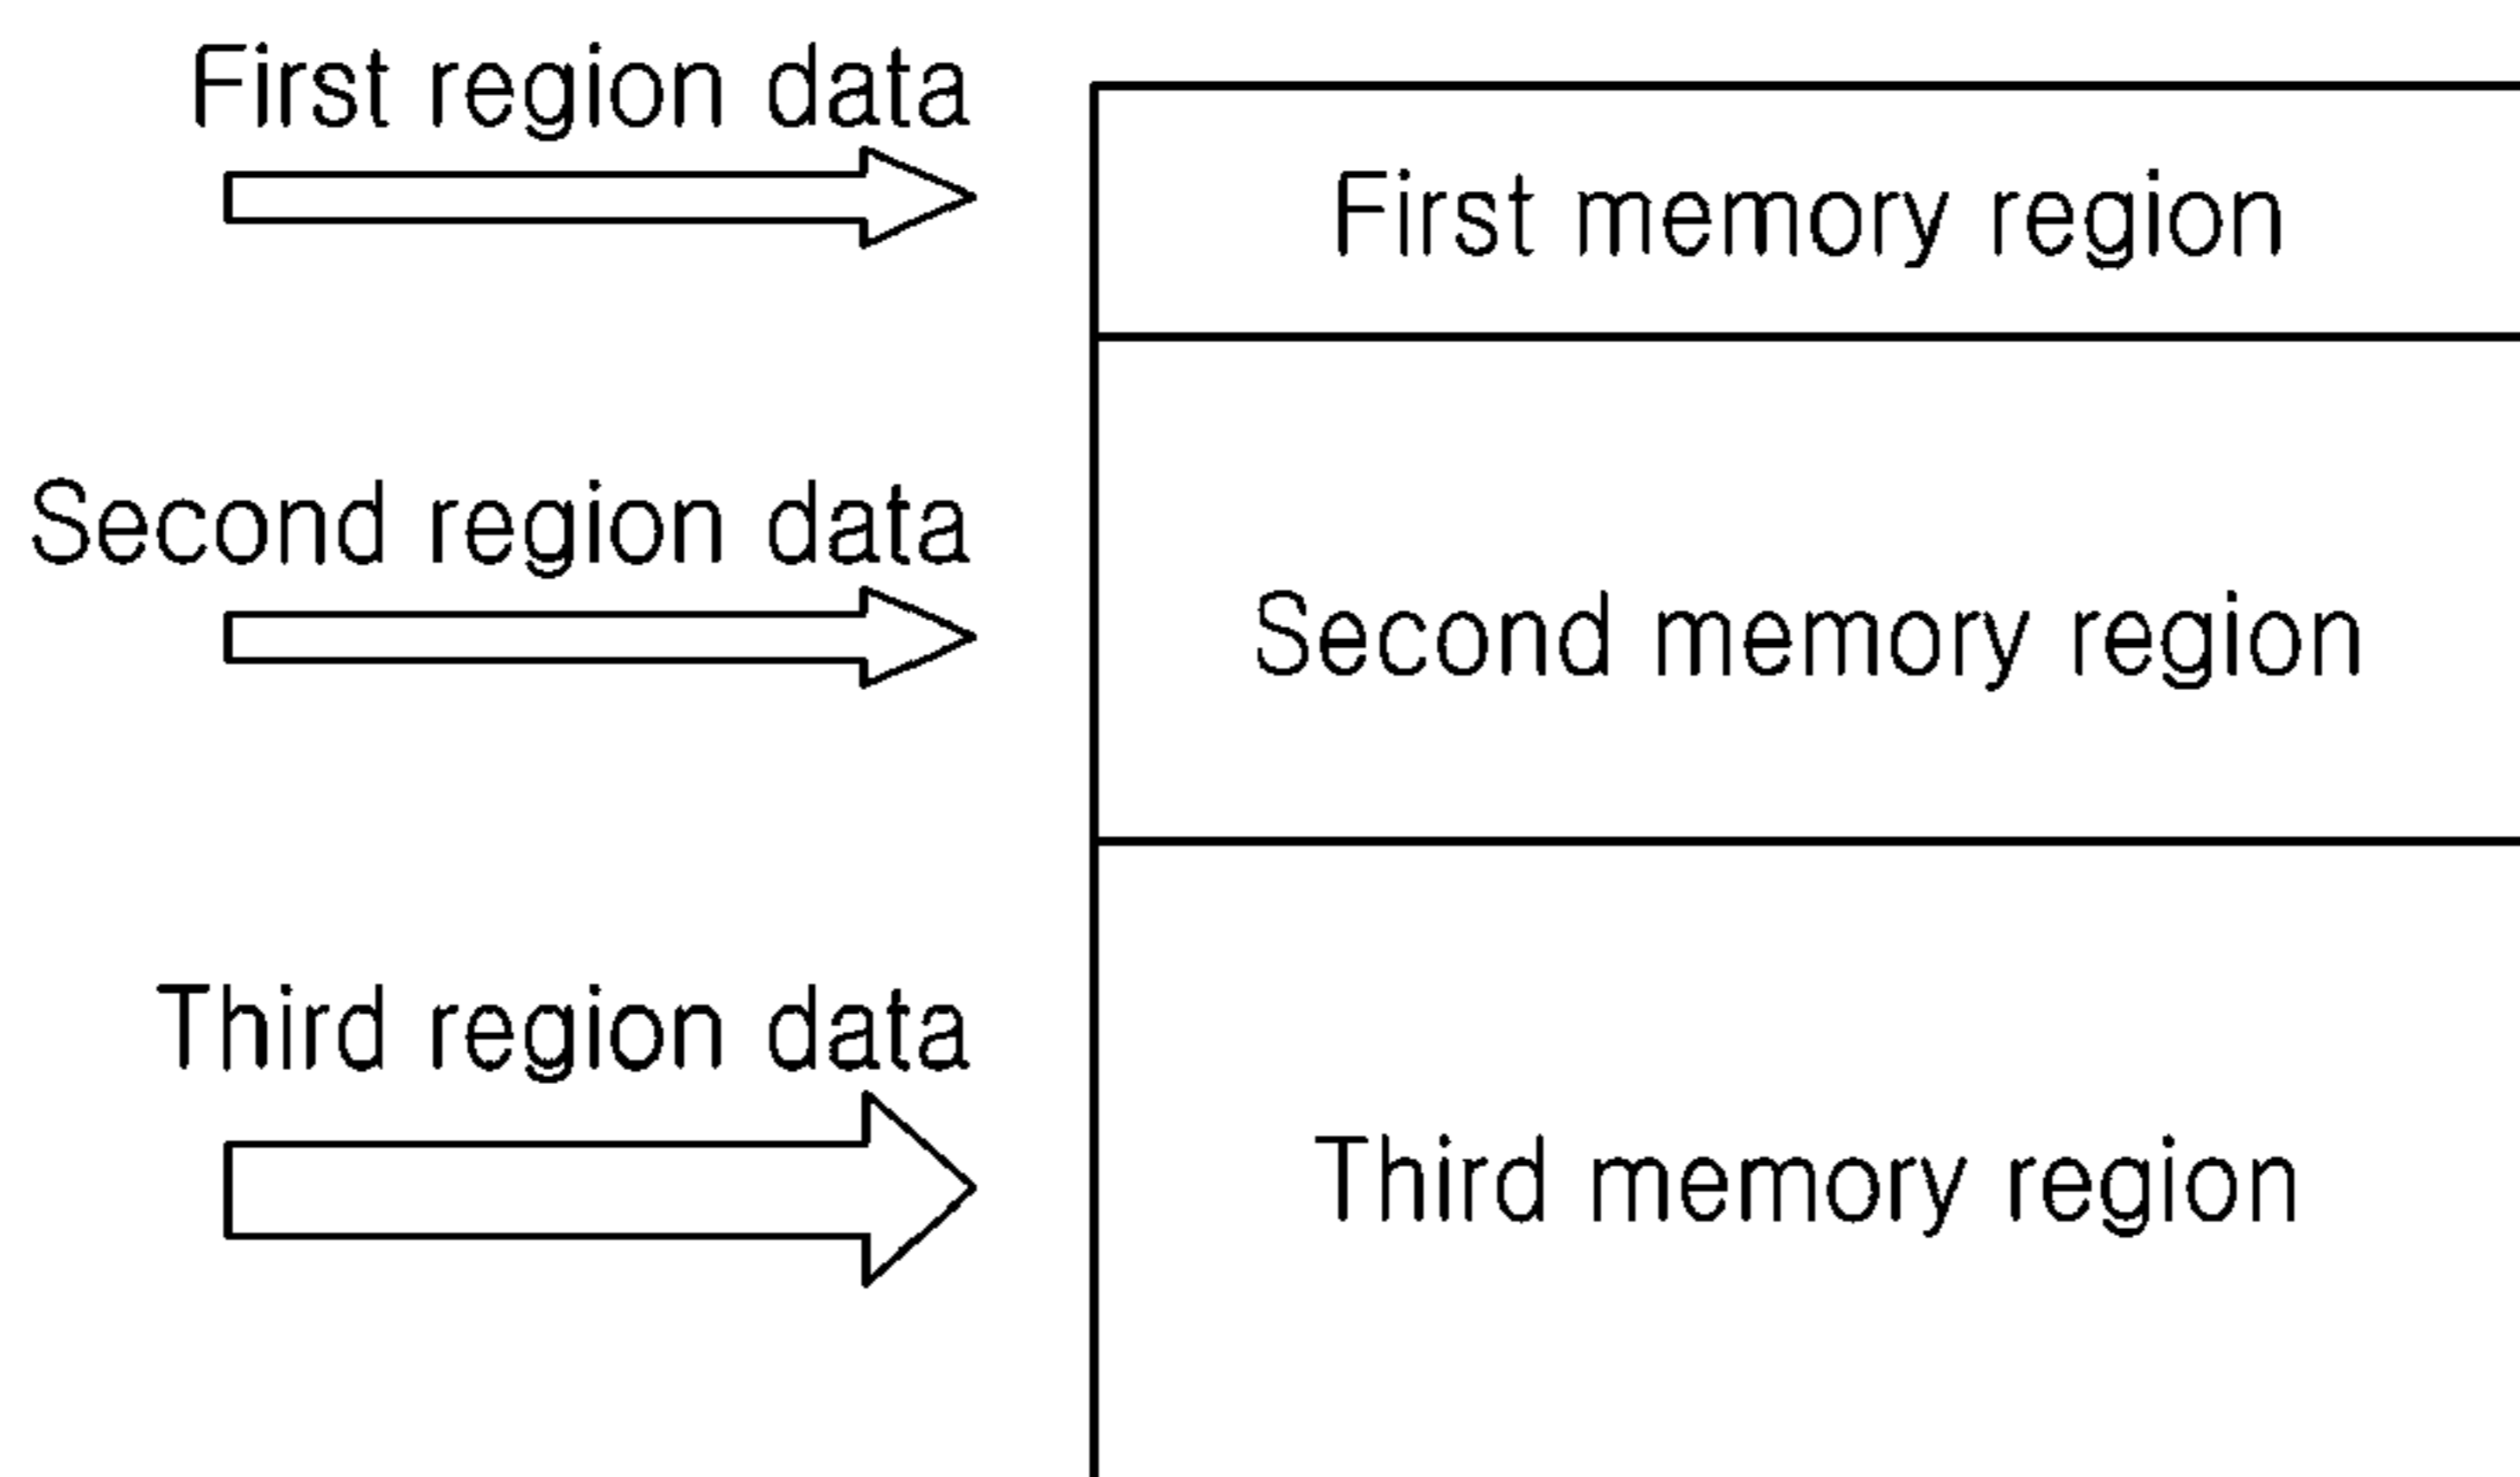 First region data
First memory region
Second region data
Second memory region
Third region data
Third memory region